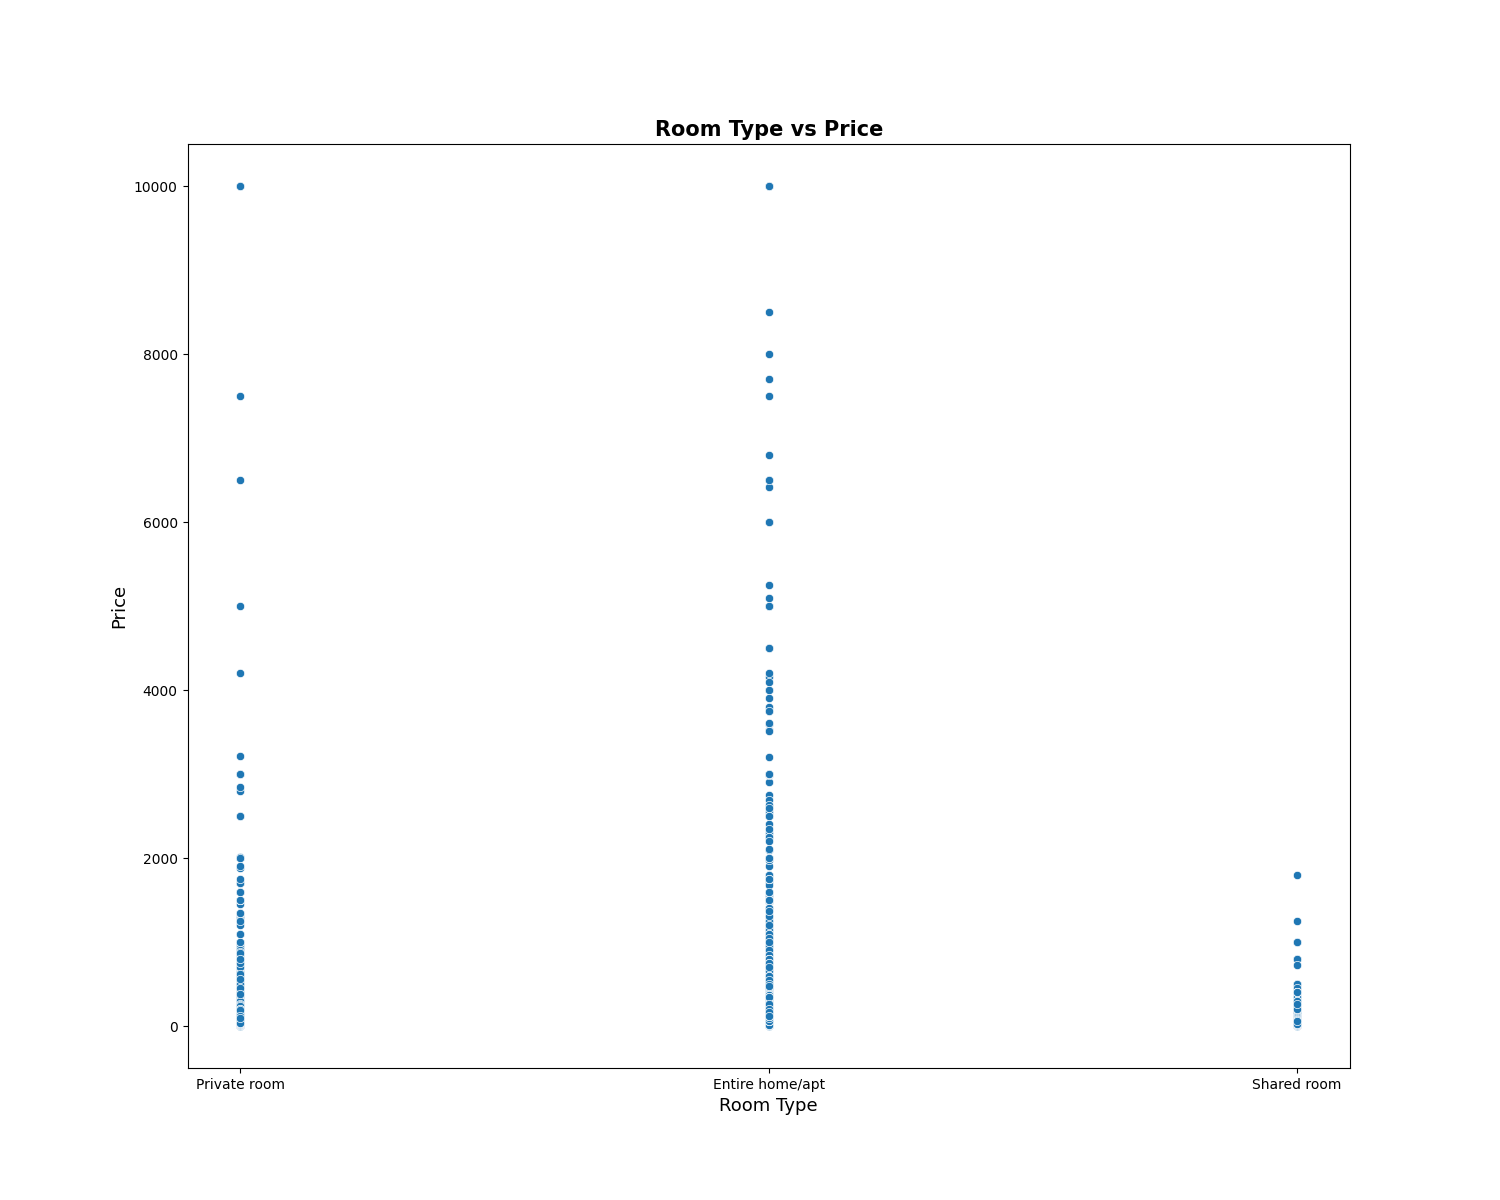 Room Type vs Price
10000
8000
6000
4000
2000
0
Price
Private room
Entire home/apt
Shared room
Room Type